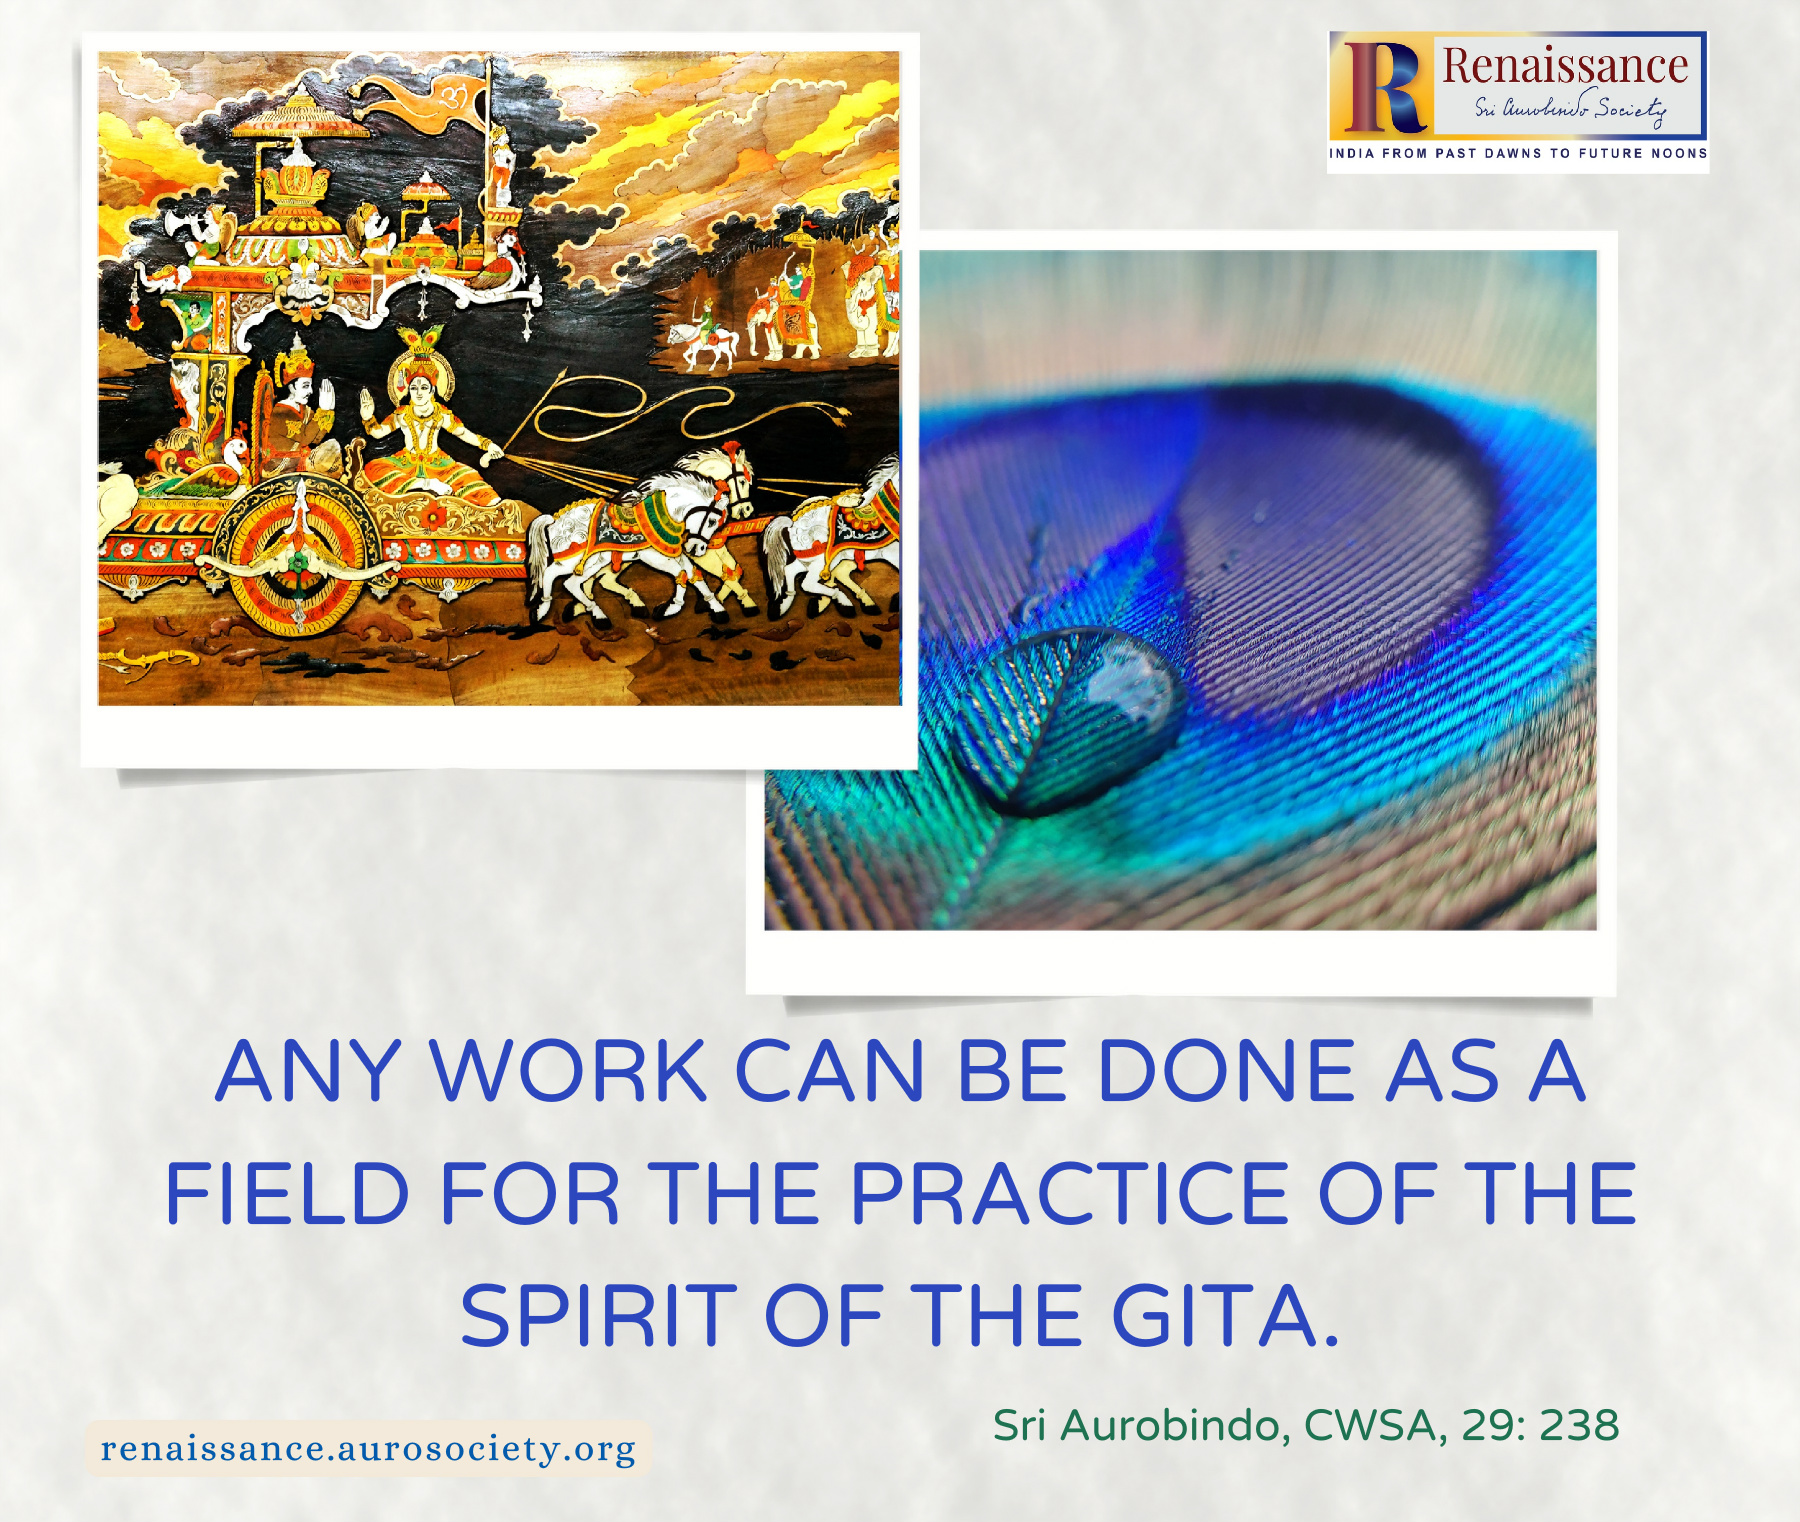 ॐ
Renaissance
Sri Aurobindo Society
INDIA FROM PAST DAWNS TO FUTURE NOONS
ANY WORK CAN BE DONE AS A
FIELD FOR THE PRACTICE OF THE
SPIRIT OF THE GITA.
Sri Aurobindo, CWSA, 29: 238
renaissance.aurosociety.org